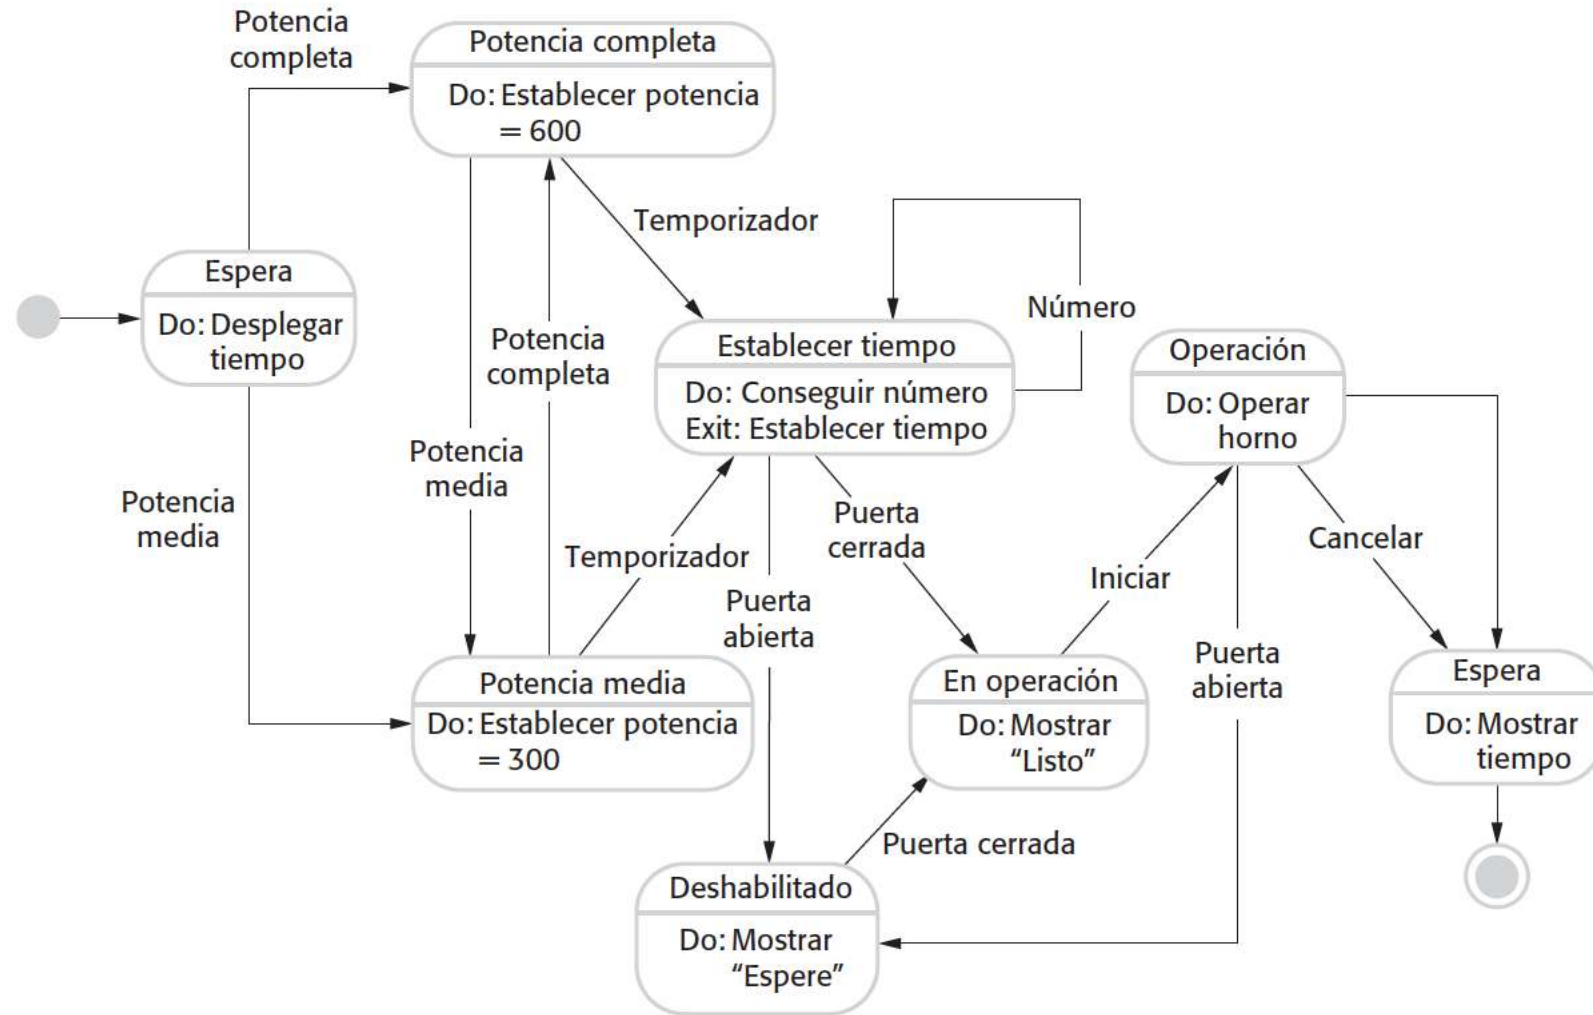 Potencia
completa
Potencia completa
Do: Establecer potencia
= 600
Temporizador
Espera
Do: Desplegar
tiempo
Potencia
completa
Número
Establecer tiempo
Do: Conseguir número
Exit: Establecer tiempo
Operación
Do: Operar
horno
Potencia
media
Potencia
media
Puerta
cerrada
Cancelar
Temporizador
Iniciar
Puerta
abierta
Puerta
abierta
Potencia media
Do: Establecer potencia
= 300
En operación
Do: Mostrar
“Listo”
Espera
Do: Mostrar
tiempo
Puerta cerrada
Deshabilitado
Do: Mostrar
“Espere”